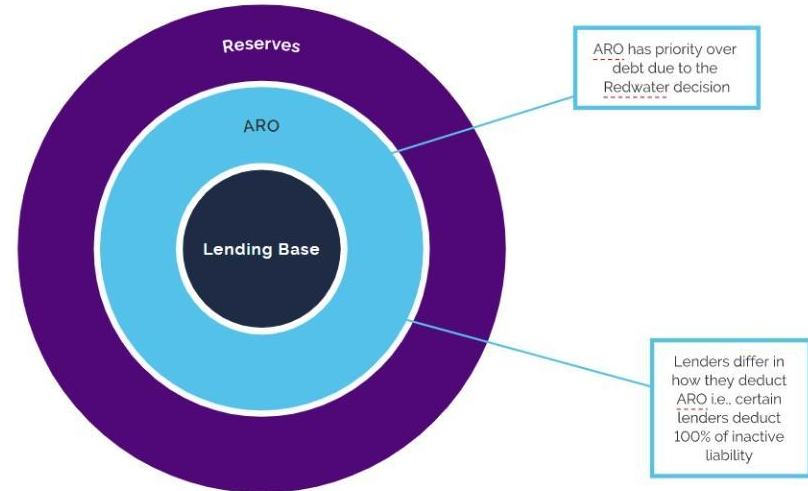 Reserves
ARO
Lending Base
ARO has priority over
debt due to the
Redwater decision
Lenders differ in
how they deduct
ARO i.e., certain
lenders deduct
100% of inactive
liability